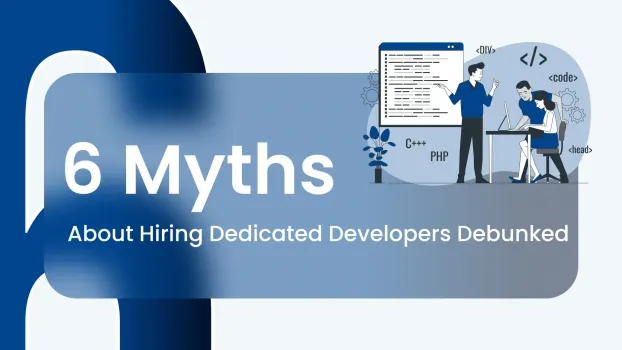 <DIV>
</>
<code>
C+++
PHP
<head>
6 Myths
About Hiring Dedicated Developers Debunked